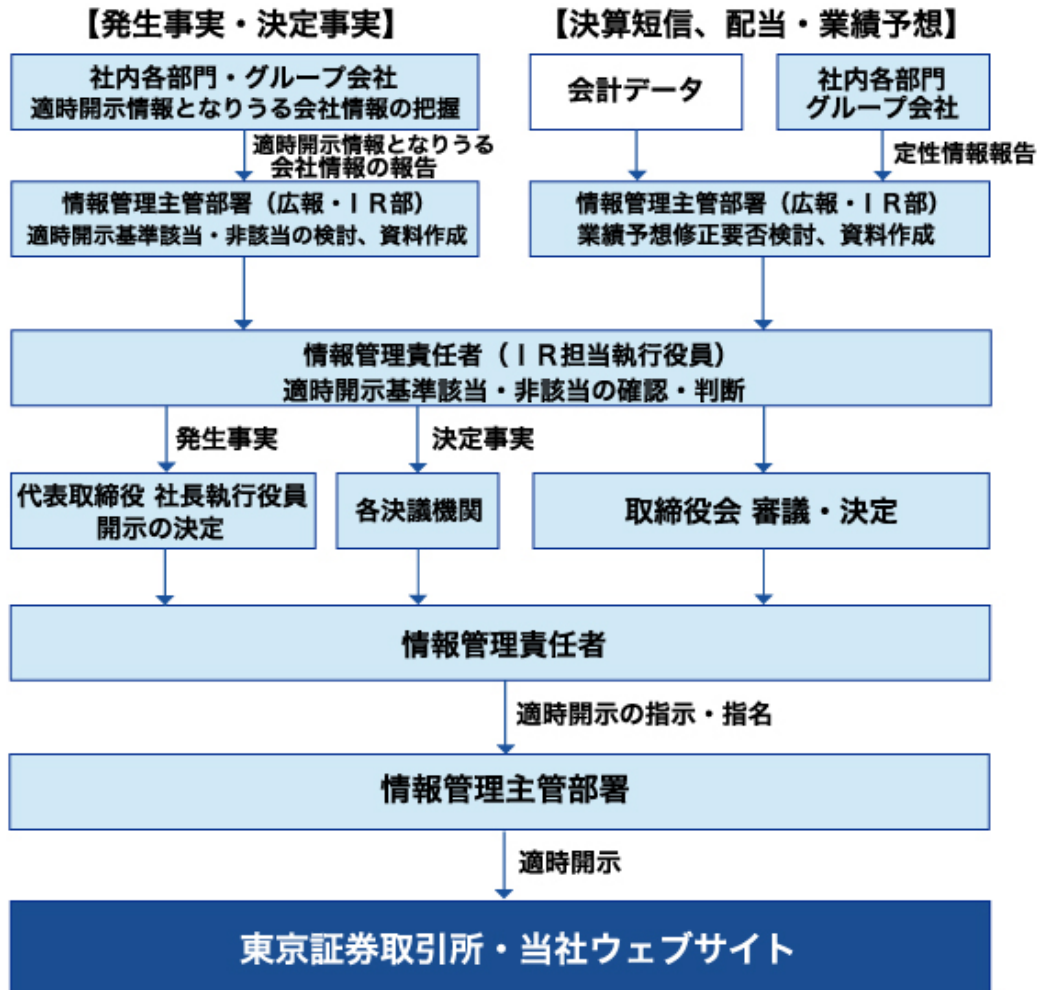 【発生事実・決定事実】
【決算短信、配当・業績予想】
社内各部門・グループ会社
適時開示情報となりうる会社情報の把握
会計データ
社内各部門
グループ会社
適時開示情報となりうる
会社情報の報告
定性情報報告
情報管理主管部署（広報・ＩＲ部）
適時開示基準該当・非該当の検討、資料作成
情報管理主管部署（広報・ＩＲ部）
業績予想修正要否検討、資料作成
情報管理責任者（ＩＲ担当執行役員）
適時開示基準該当・非該当の確認・判断
発生事実
決定事実
代表取締役 社長執行役員
開示の決定
各決議機関
取締役会 審議・決定
情報管理責任者
適時開示の指示・指名
情報管理主管部署
適時開示
東京証券取引所・当社ウェブサイト